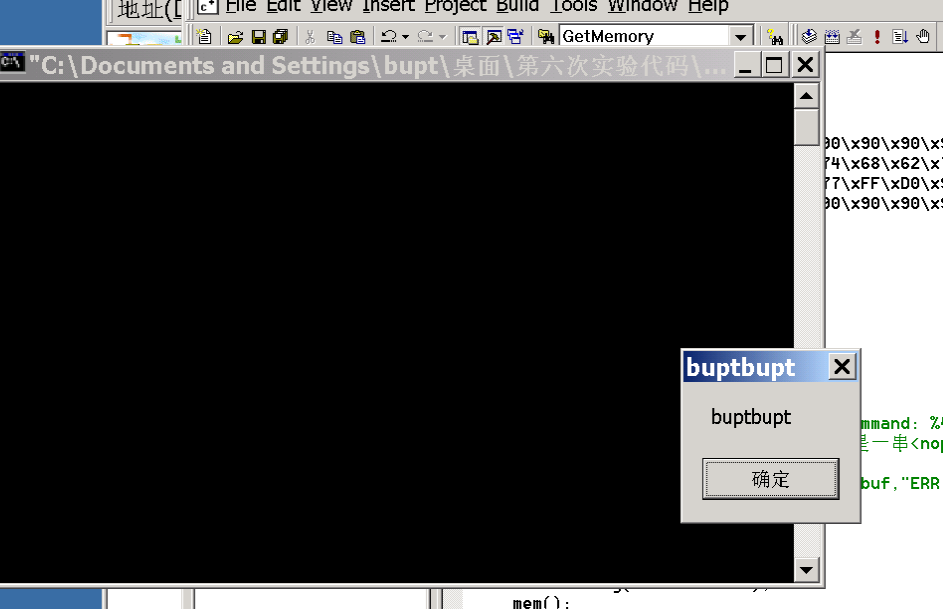 地址(D
File Edit View Insert Project Build Tools Window Help
GetMemory
"C:\Documents and Settings\bupt\桌面\第六次实验代码\...
90\x90\x90\x9
74\x68\x62\x
77\xFF\xD0\x9
90\x90\x90\x9
buptbupt
buptbupt
确定
mmand: %
是一串<nop
buf,"ERR
mem();